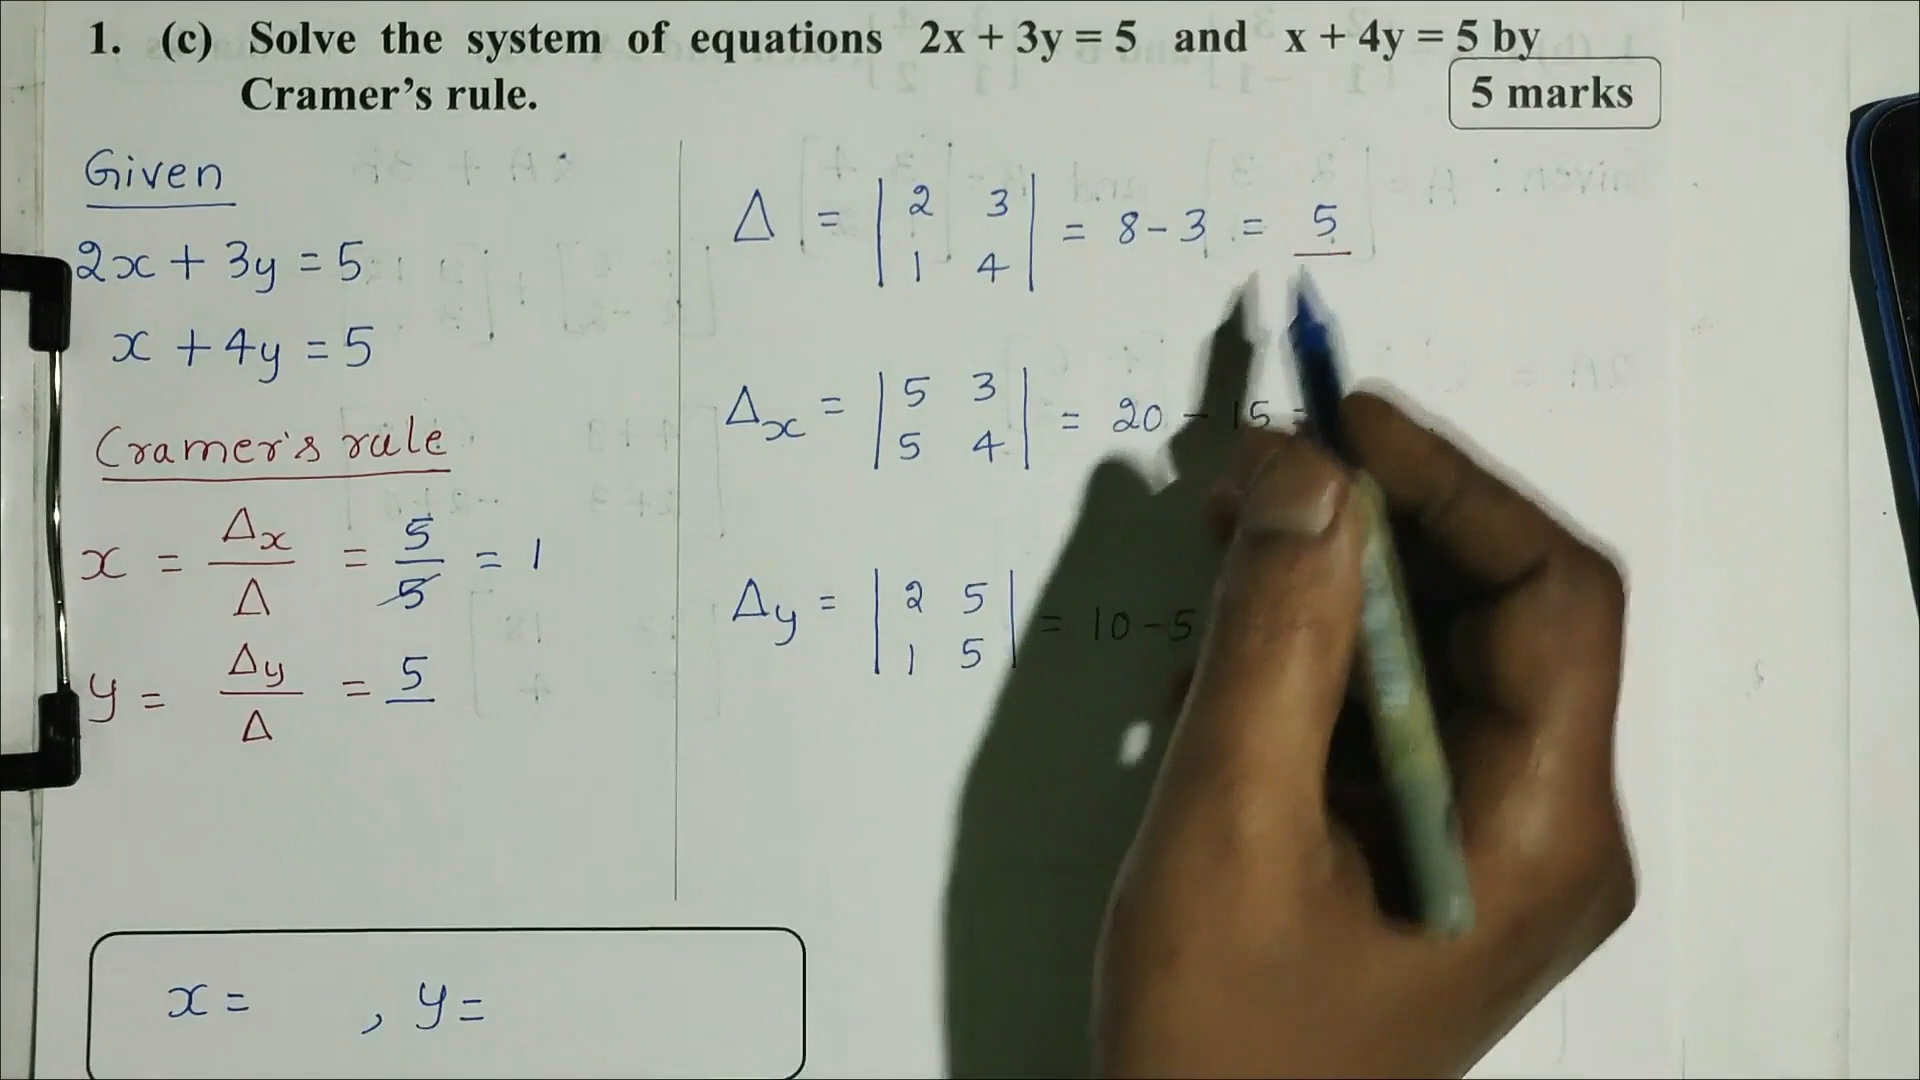 1. (c) Solve the system of equations 2x + 3y = 5 and x + 4y = 5 by
Cramer's rule.
5 marks
Given
2x + 3y = 5
x + 4y = 5
Cramer's rule
x = Δx / Δ = 5 / 5 = 1
y = Δy / Δ = 5
Δ = | 2 3 |
| 1 4 | = 8 - 3 = 5
Δx = | 5 3 |
| 5 4 | = 20 - 15 =
Δy = | 2 5 |
| 1 5 | = 10 - 5
x = , y =